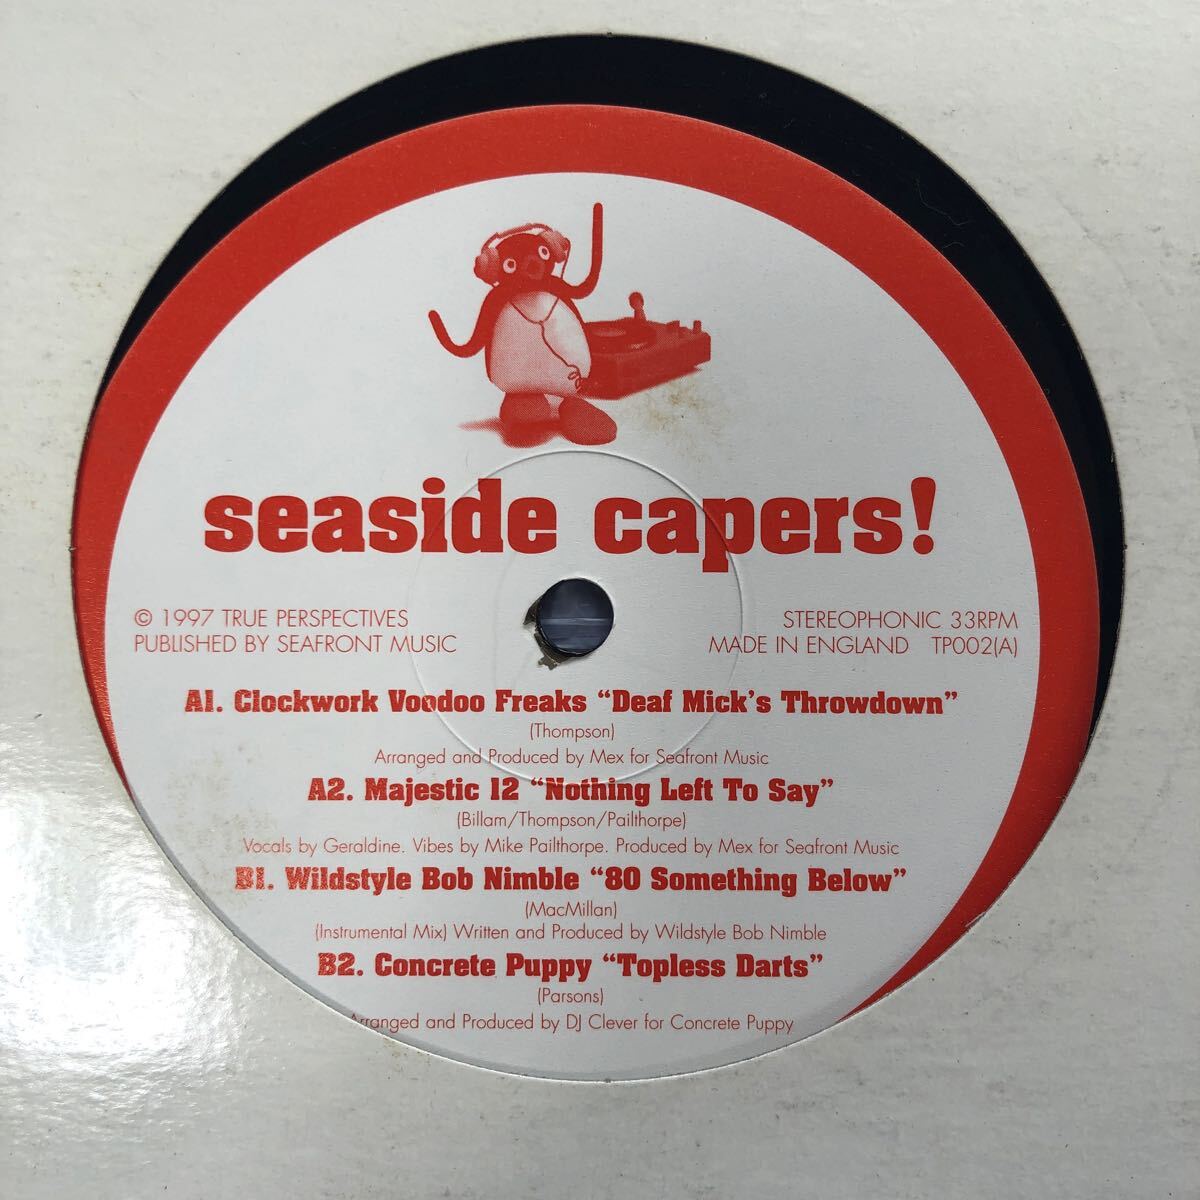 seaside capers!
© 1997 TRUE PERSPECTIVES
PUBLISHED BY SEAFRONT MUSIC
STEREOPHONIC 33RPM
MADE IN ENGLAND TP002(A)
A1. Clockwork Voodoo Freaks “Deaf Mick's Throwdown”
(Thompson)
Arranged and Produced by Mex for Seafront Music
A2. Majestic 12 “Nothing Left To Say”
(Billam/Thompson/Pailthorpe)
Vocals by Geraldine. Vibes by Mike Pailthorpe. Produced by Mex for Seafront Music
B1. Wildstyle Bob Nimble “80 Something Below”
(MacMillan)
(Instrumental Mix) Written and Produced by Wildstyle Bob Nimble
B2. Concrete Puppy “Topless Darts”
(Parsons)
Arranged and Produced by DJ Clever for Concrete Puppy